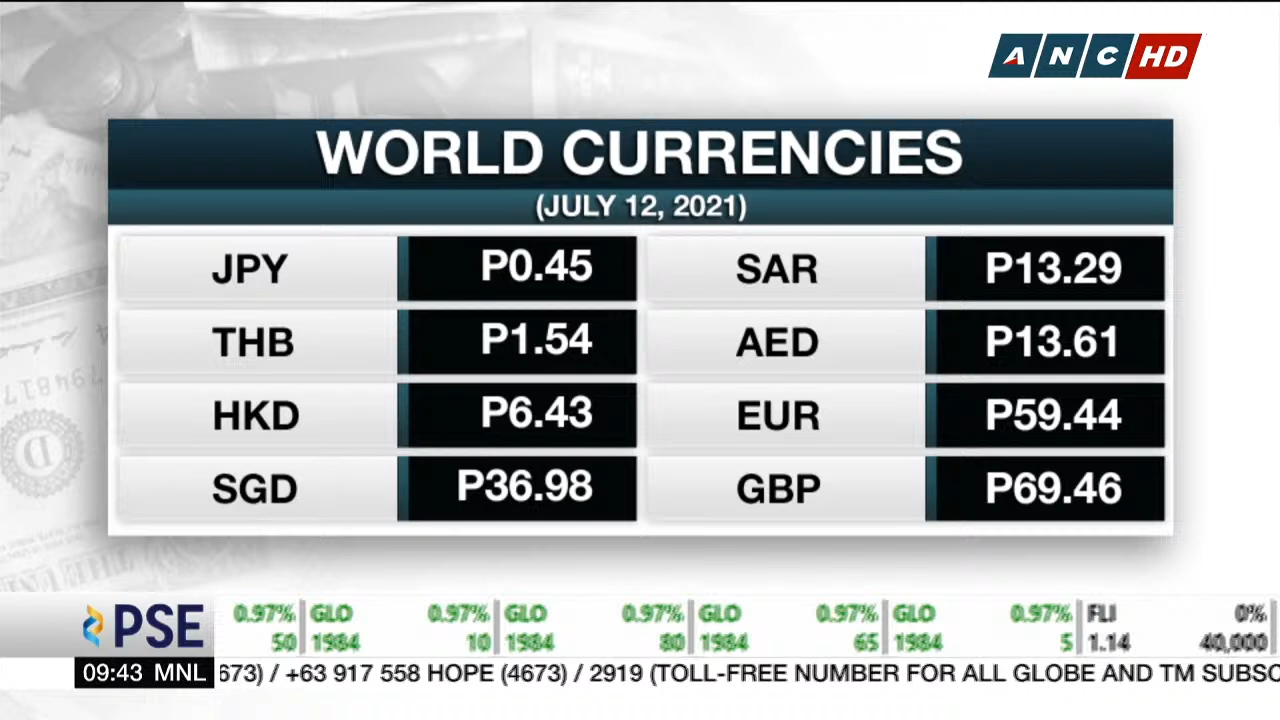 ANC HD
WORLD CURRENCIES
(JULY 12, 2021)
JPY P0.45 SAR P13.29
THB P1.54 AED P13.61
HKD P6.43 EUR P59.44
SGD P36.98 GBP P69.46
PSE
0.97% GLO 0.97% GLO 0.97% GLO 0.97% GLO 0.97% FLI 0%
50 1984 10 1984 80 1984 65 1984 5 1.14 40,000
09:43 MNL 673) / +63 917 558 HOPE (4673) / 2919 (TOLL-FREE NUMBER FOR ALL GLOBE AND TM SUBSC